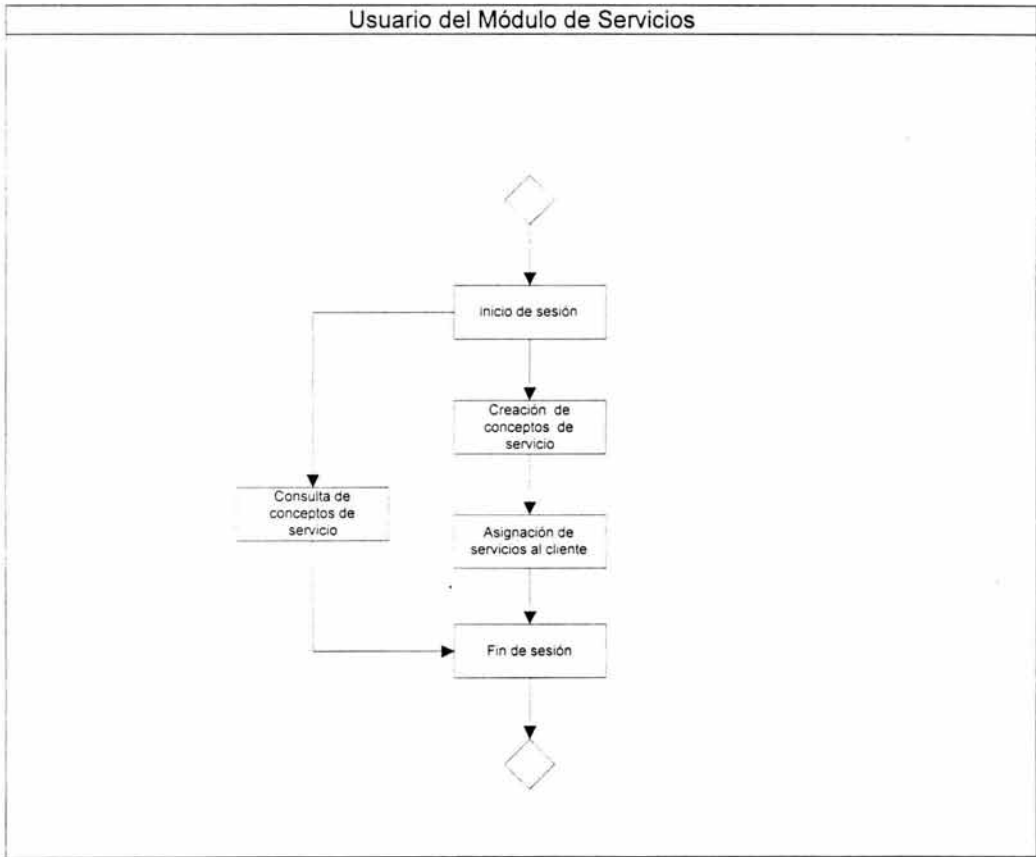 Usuario del Módulo de Servicios
Inicio de sesión
Creación de
conceptos de
servicio
Consulta de
conceptos de
servicio
Asignación de
servicios al cliente
Fin de sesión